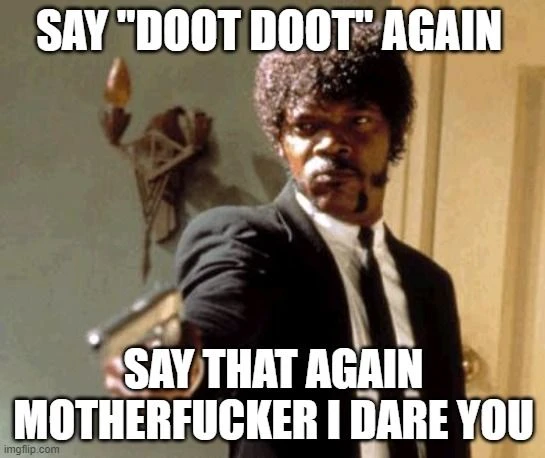 SAY "DOOT DOOT" AGAIN
SAY THAT AGAIN
MOTHERFUCKER I DARE YOU
imgflip.com